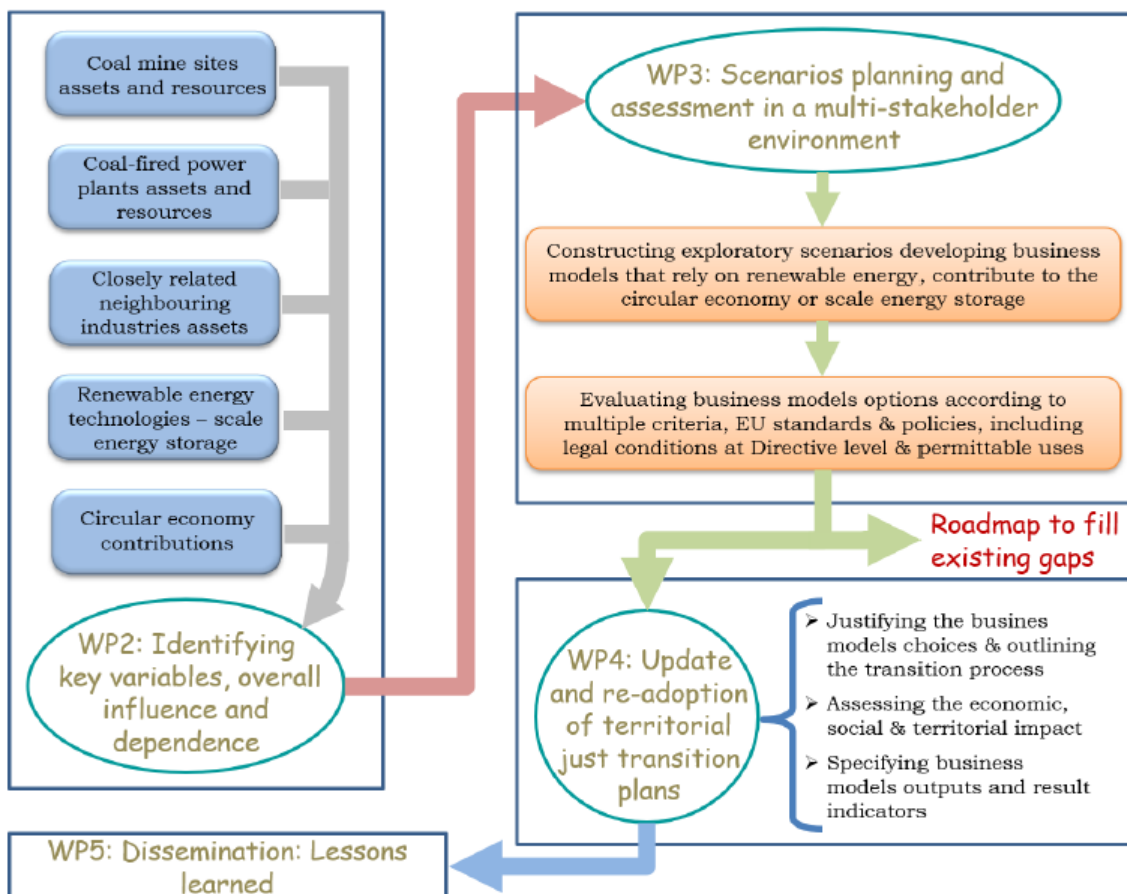 Coal mine sites
assets and resources
Coal-fired power
plants assets and
resources
Closely related
neighbouring
industries assets
Renewable energy
technologies – scale
energy storage
Circular economy
contributions
WP2: Identifying
key variables, overall
influence and
dependence
WP3: Scenarios planning and
assessment in a multi-stakeholder
environment
Constructing exploratory scenarios developing business
models that rely on renewable energy, contribute to the
circular economy or scale energy storage
Evaluating business models options according to
multiple criteria, EU standards & policies, including
legal conditions at Directive level & permittable uses
Roadmap to fill
existing gaps
WP4: Update
and re-adoption
of territorial
just transition
plans
➢ Justifying the busines
models choices & outlining
the transition process
➢ Assessing the economic,
social & territorial impact
➢ Specifying business
models outputs and result
indicators
WP5: Dissemination: Lessons
learned